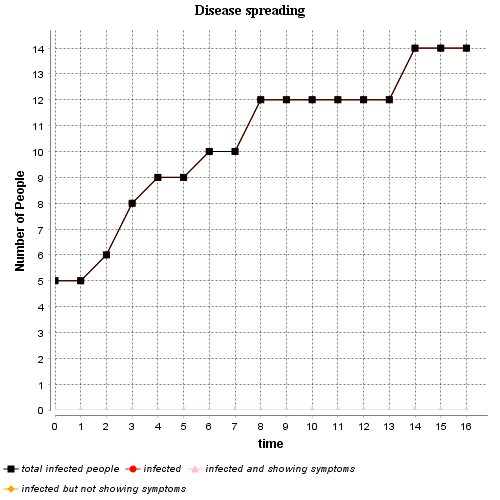 Disease spreading
Number of People
14
13
12
11
10
9
8
7
6
5
4
3
2
1
0
0 1 2 3 4 5 6 7 8 9 10 11 12 13 14 15 16
time
total infected people infected infected and showing symptoms
infected but not showing symptoms